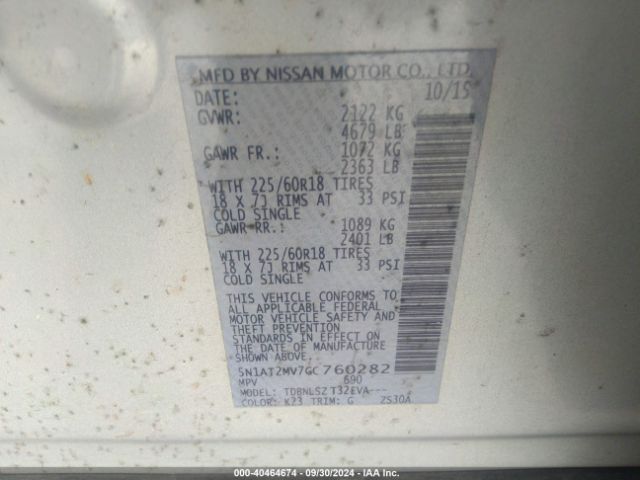 MFD BY NISSAN MOTOR CO., LTD.
DATE: 10/15
GVWR: 2122 KG
4679 LB
GAWR FR.: 1072 KG
2363 LB
WITH 225/60R18 TIRES
18 X 7J RIMS AT 33 PSI
COLD SINGLE
GAWR RR.: 1089 KG
2401 LB
WITH 225/60R18 TIRES
18 X 7J RIMS AT 33 PSI
COLD SINGLE
THIS VEHICLE CONFORMS TO
ALL APPLICABLE FEDERAL
MOTOR VEHICLE SAFETY AND
THEFT PREVENTION
STANDARDS IN EFFECT ON
THE DATE OF MANUFACTURE
SHOWN ABOVE.
5N1AT2MV7GC760282
MPV 690
MODEL: TDBNLSZ T32EVA---
COLOR: K23 TRIM: G ZS30A
000-40464674 / 09/30/2024 / IAA Inc.